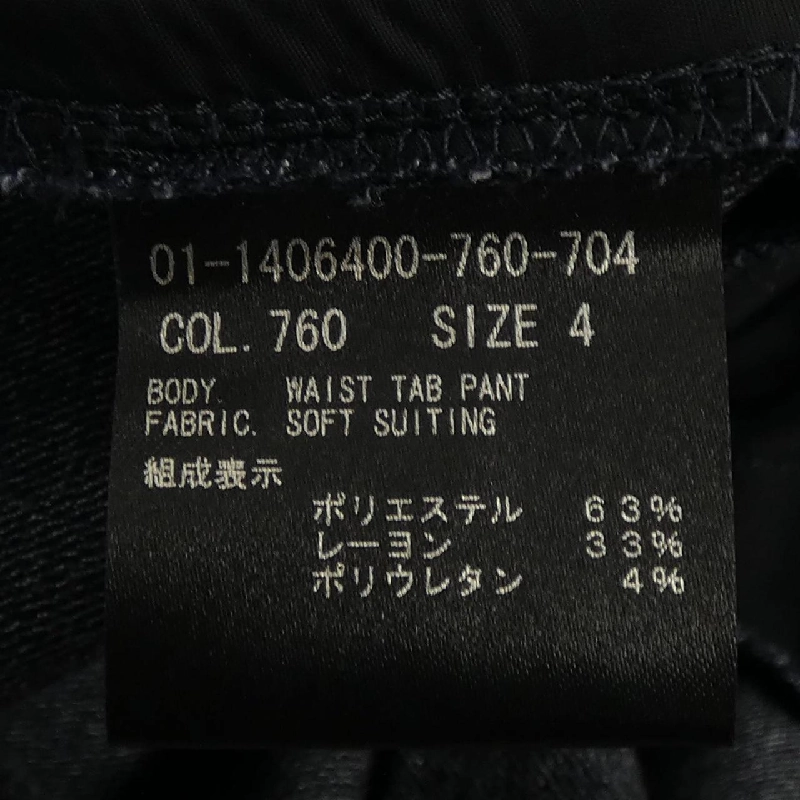 01-1406400-760-704
COL. 760 SIZE 4
BODY. WAIST TAB PANT
FABRIC. SOFT SUITING
組成表示
ポリエステル 63%
レーヨン 33%
ポリウレタン 4%